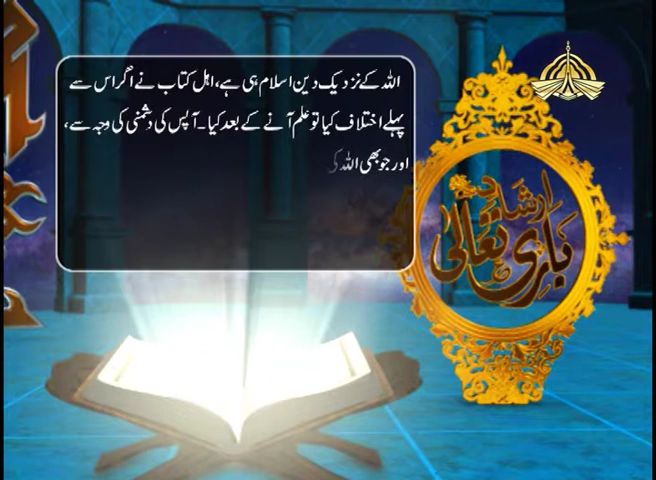 اللہ کے نزدیک دین اسلام ہی ہے، اہل کتاب نے اگر اس سے
پہلے اختلاف کیا تو علم آنے کے بعد کیا۔ آپس کی دشمنی کی وجہ سے،
اور جو بھی اللہ کی
ارشاد
باری تعالیٰ